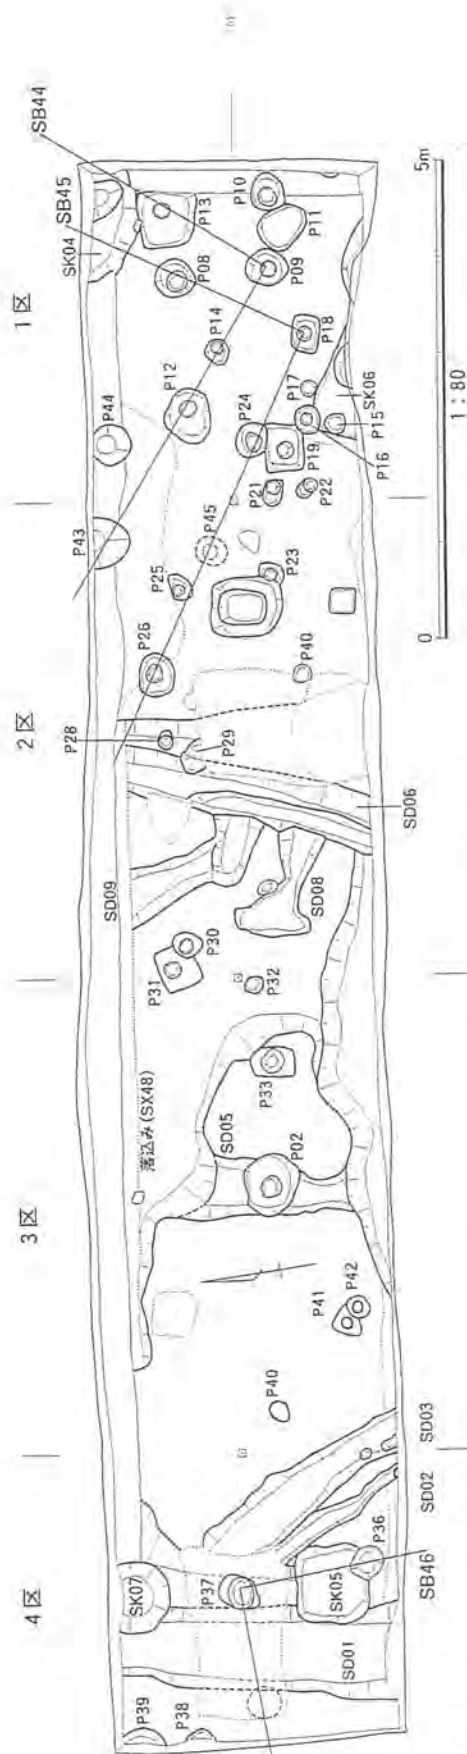 1区
2区
3区
4区
SB44
SB45
SK04
P13
P10
P11
P08
P09
P14
P18
P12
P44
P17
SK06
P24
P15
P16
P19
P21
P22
P43
P45
P25
P23
P26
P40
P28
P29
SD06
SD09
SD08
P30
P31
P32
落込み(SX48)
SD05
P33
P02
P41
P42
P40
SD03
SD02
P36
SB46
SK07
P37
SK05
SD01
P39
P38
0
5m
1:80